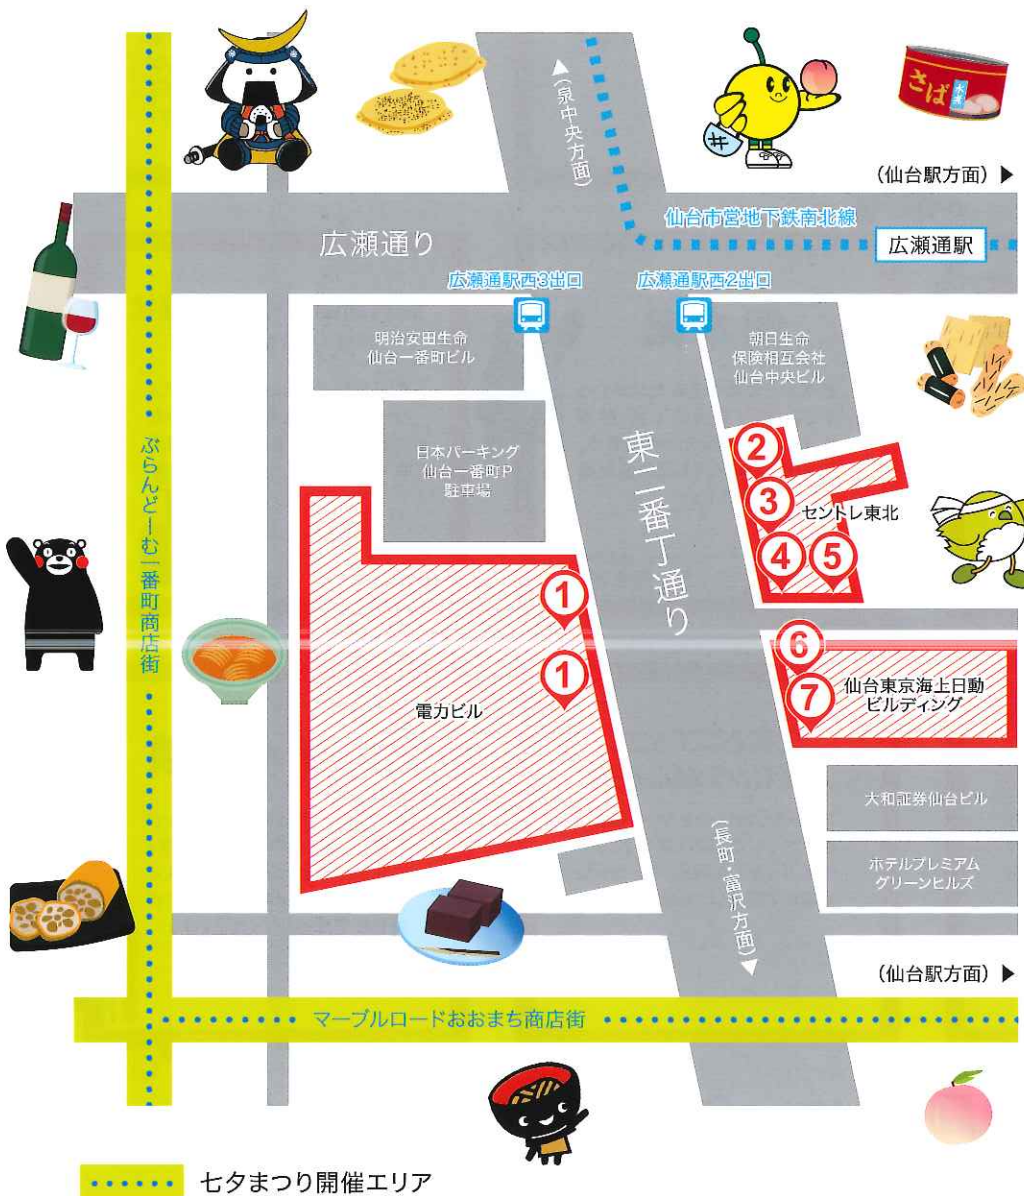 さば
水煮
▲(泉中央方面)
(仙台駅方面)▶
仙台市営地下鉄南北線
広瀬通駅
広瀬通り
広瀬通駅西3出口
広瀬通駅西2出口
明治安田生命
仙台一番町ビル
朝日生命
保険相互会社
仙台中央ビル
日本パーキング
仙台一番町P
駐車場
東二番丁通り
ぶらんどーむ一番町商店街
2
3
セントレ東北
4
5
1
1
電力ビル
6
7
仙台東京海上日動
ビルディング
大和証券仙台ビル
ホテルプレミアム
グリーンヒルズ
(長町・富沢方面)▼
(仙台駅方面)▶
マーブルロードおおまち商店街
七夕まつり開催エリア